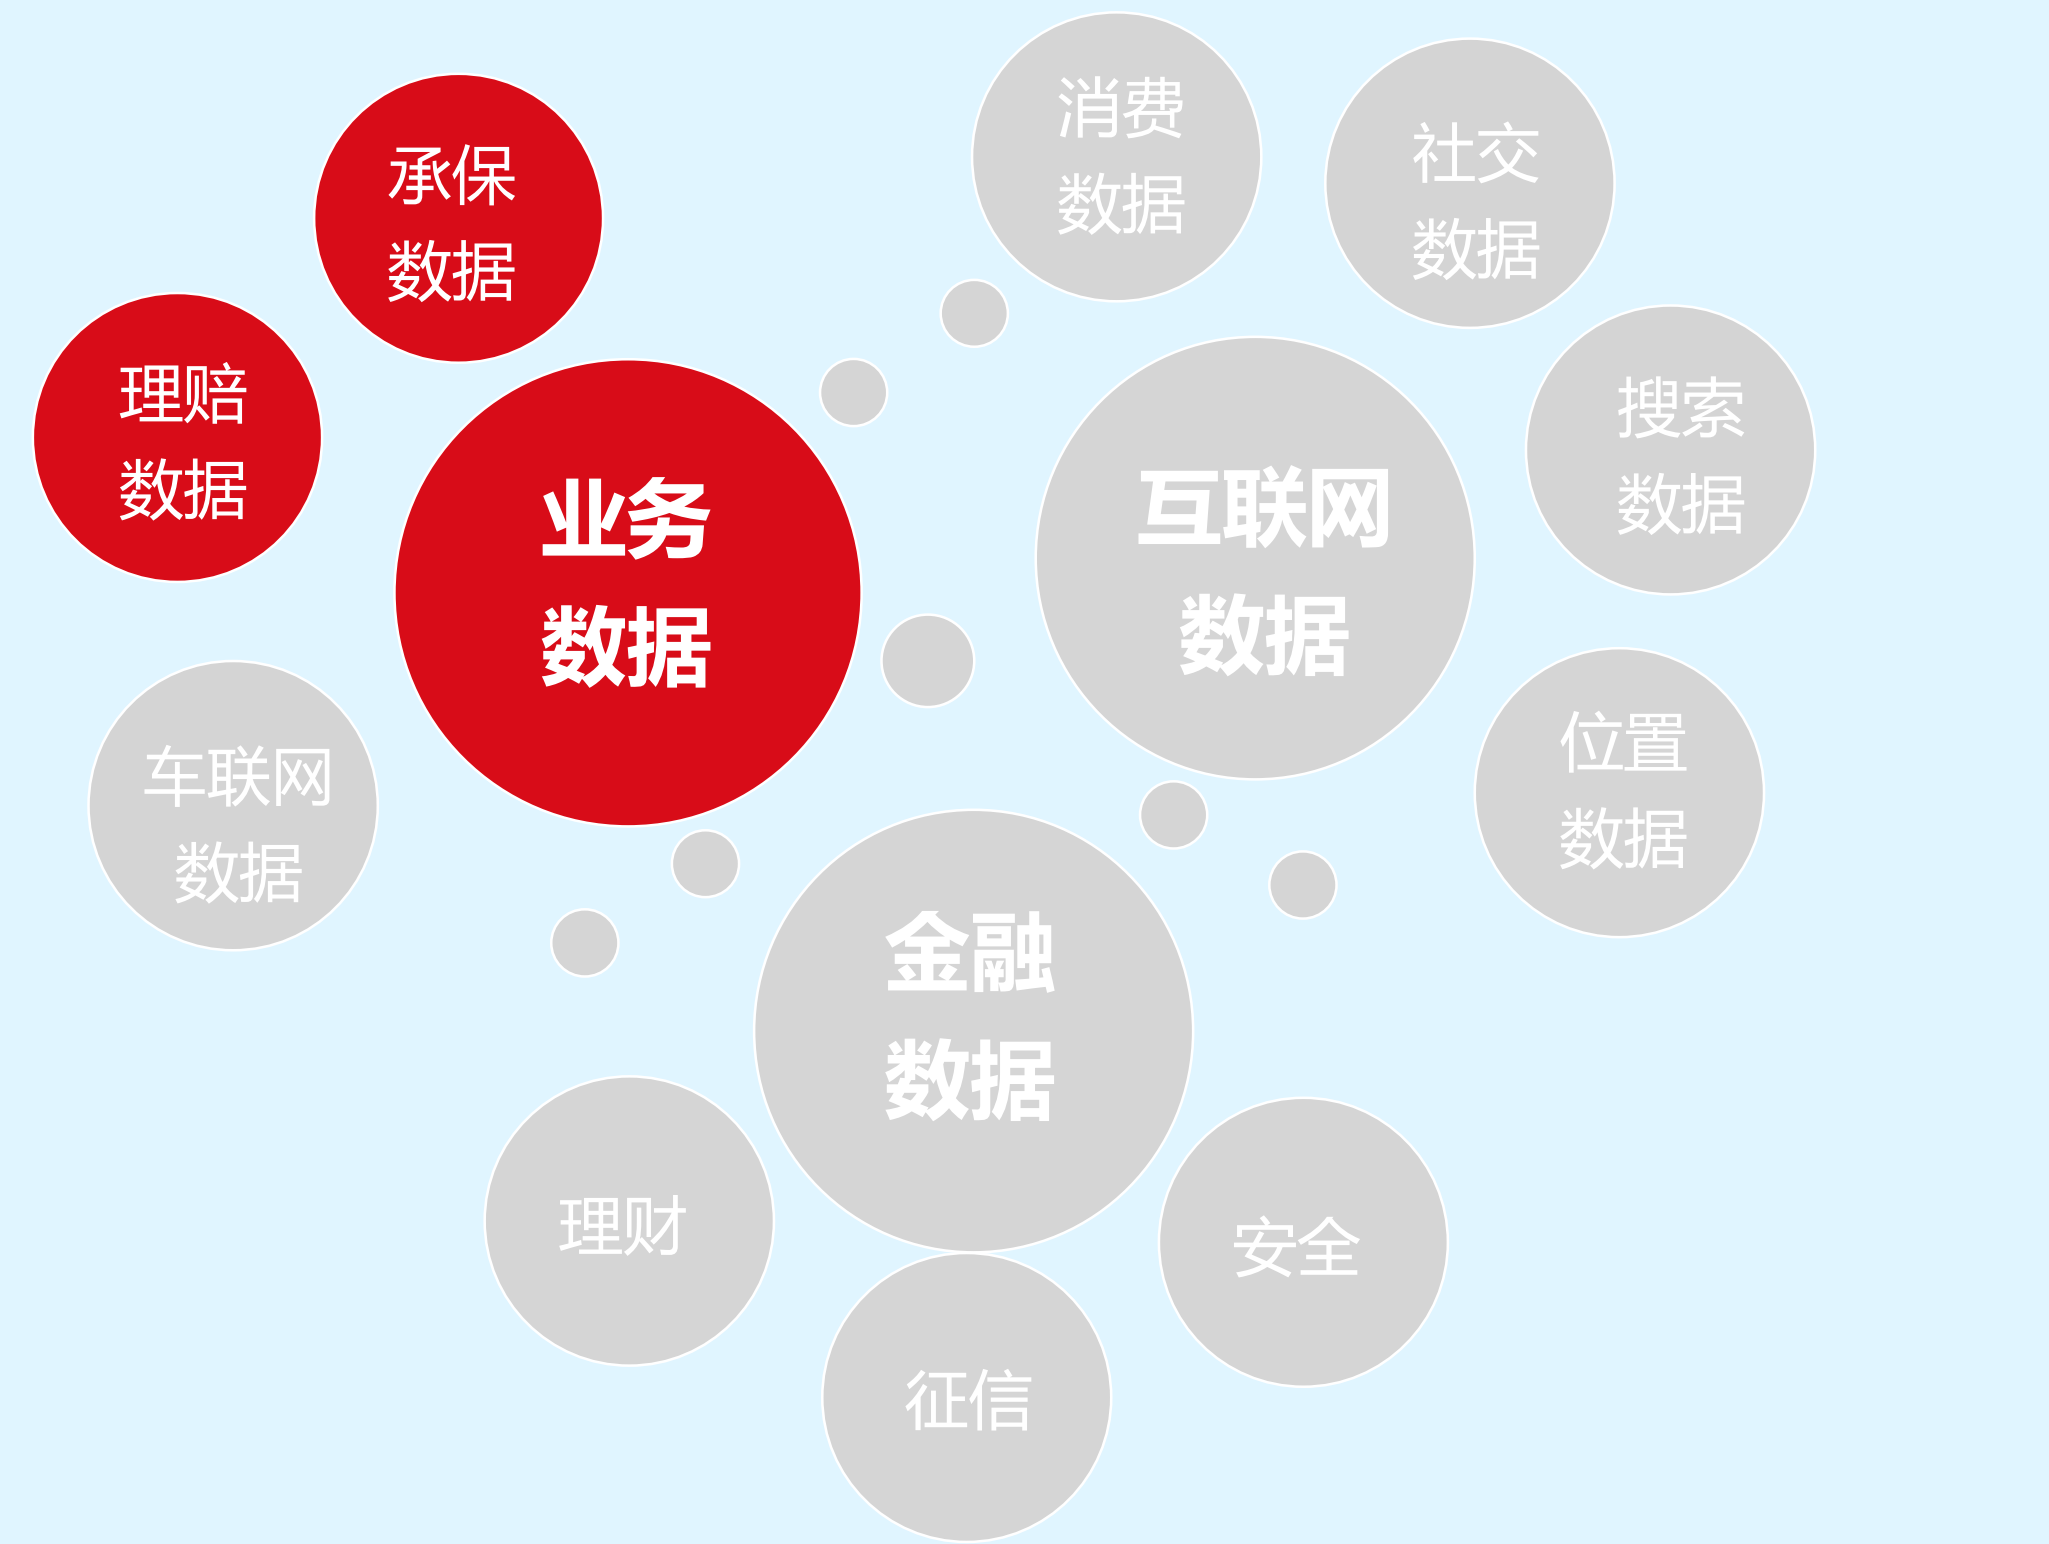 承保
数据
理赔
数据
业务
数据
车联网
数据
消费
数据
社交
数据
互联网
数据
搜索
数据
位置
数据
金融
数据
理财
征信
安全